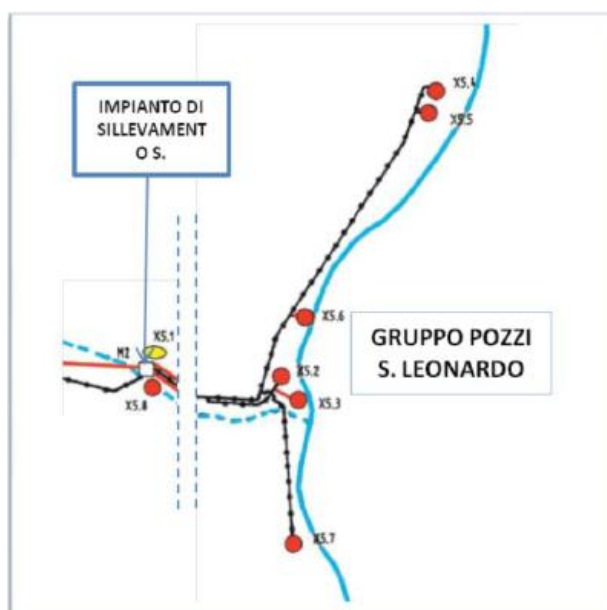 X5.4
IMPIANTO DI
SILLEVAMENT
O S.
X5.5
X5.6
GRUPPO POZZI
S. LEONARDO
X5.1
M2
X5.2
X5.8
X5.3
X5.7